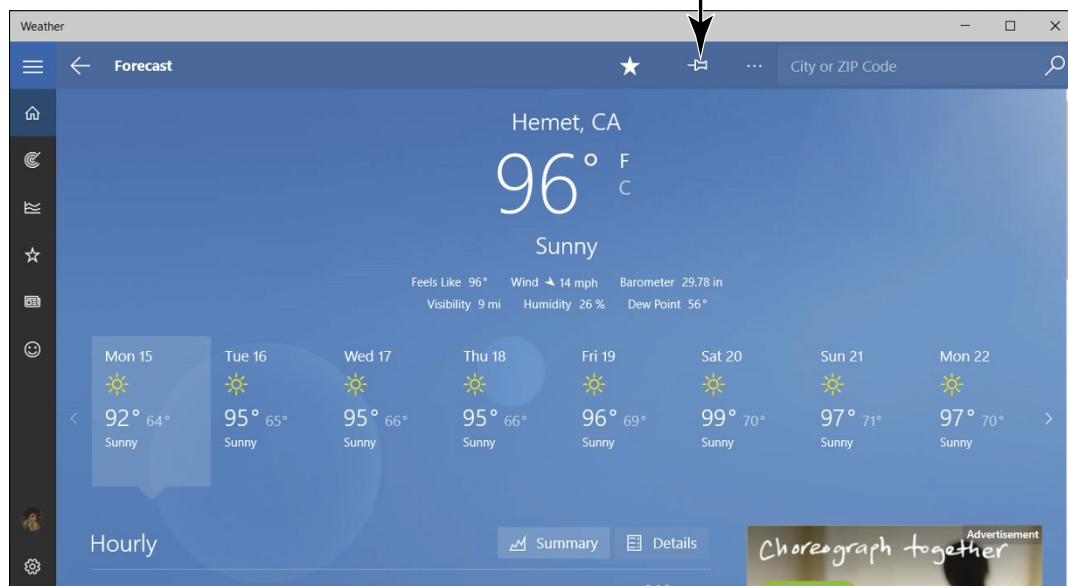 Weather
Forecast
City or ZIP Code
Hemet, CA
96° F
C
Sunny
Feels Like 96° Wind 14 mph Barometer 29.78 in
Visibility 9 mi Humidity 26 % Dew Point 56°
Mon 15 Tue 16 Wed 17 Thu 18 Fri 19 Sat 20 Sun 21 Mon 22
92° 64° 95° 65° 95° 66° 95° 66° 96° 69° 99° 70° 97° 71° 97° 70°
Sunny Sunny Sunny Sunny Sunny Sunny Sunny Sunny
Hourly Summary Details
Advertisement
Choreograph together